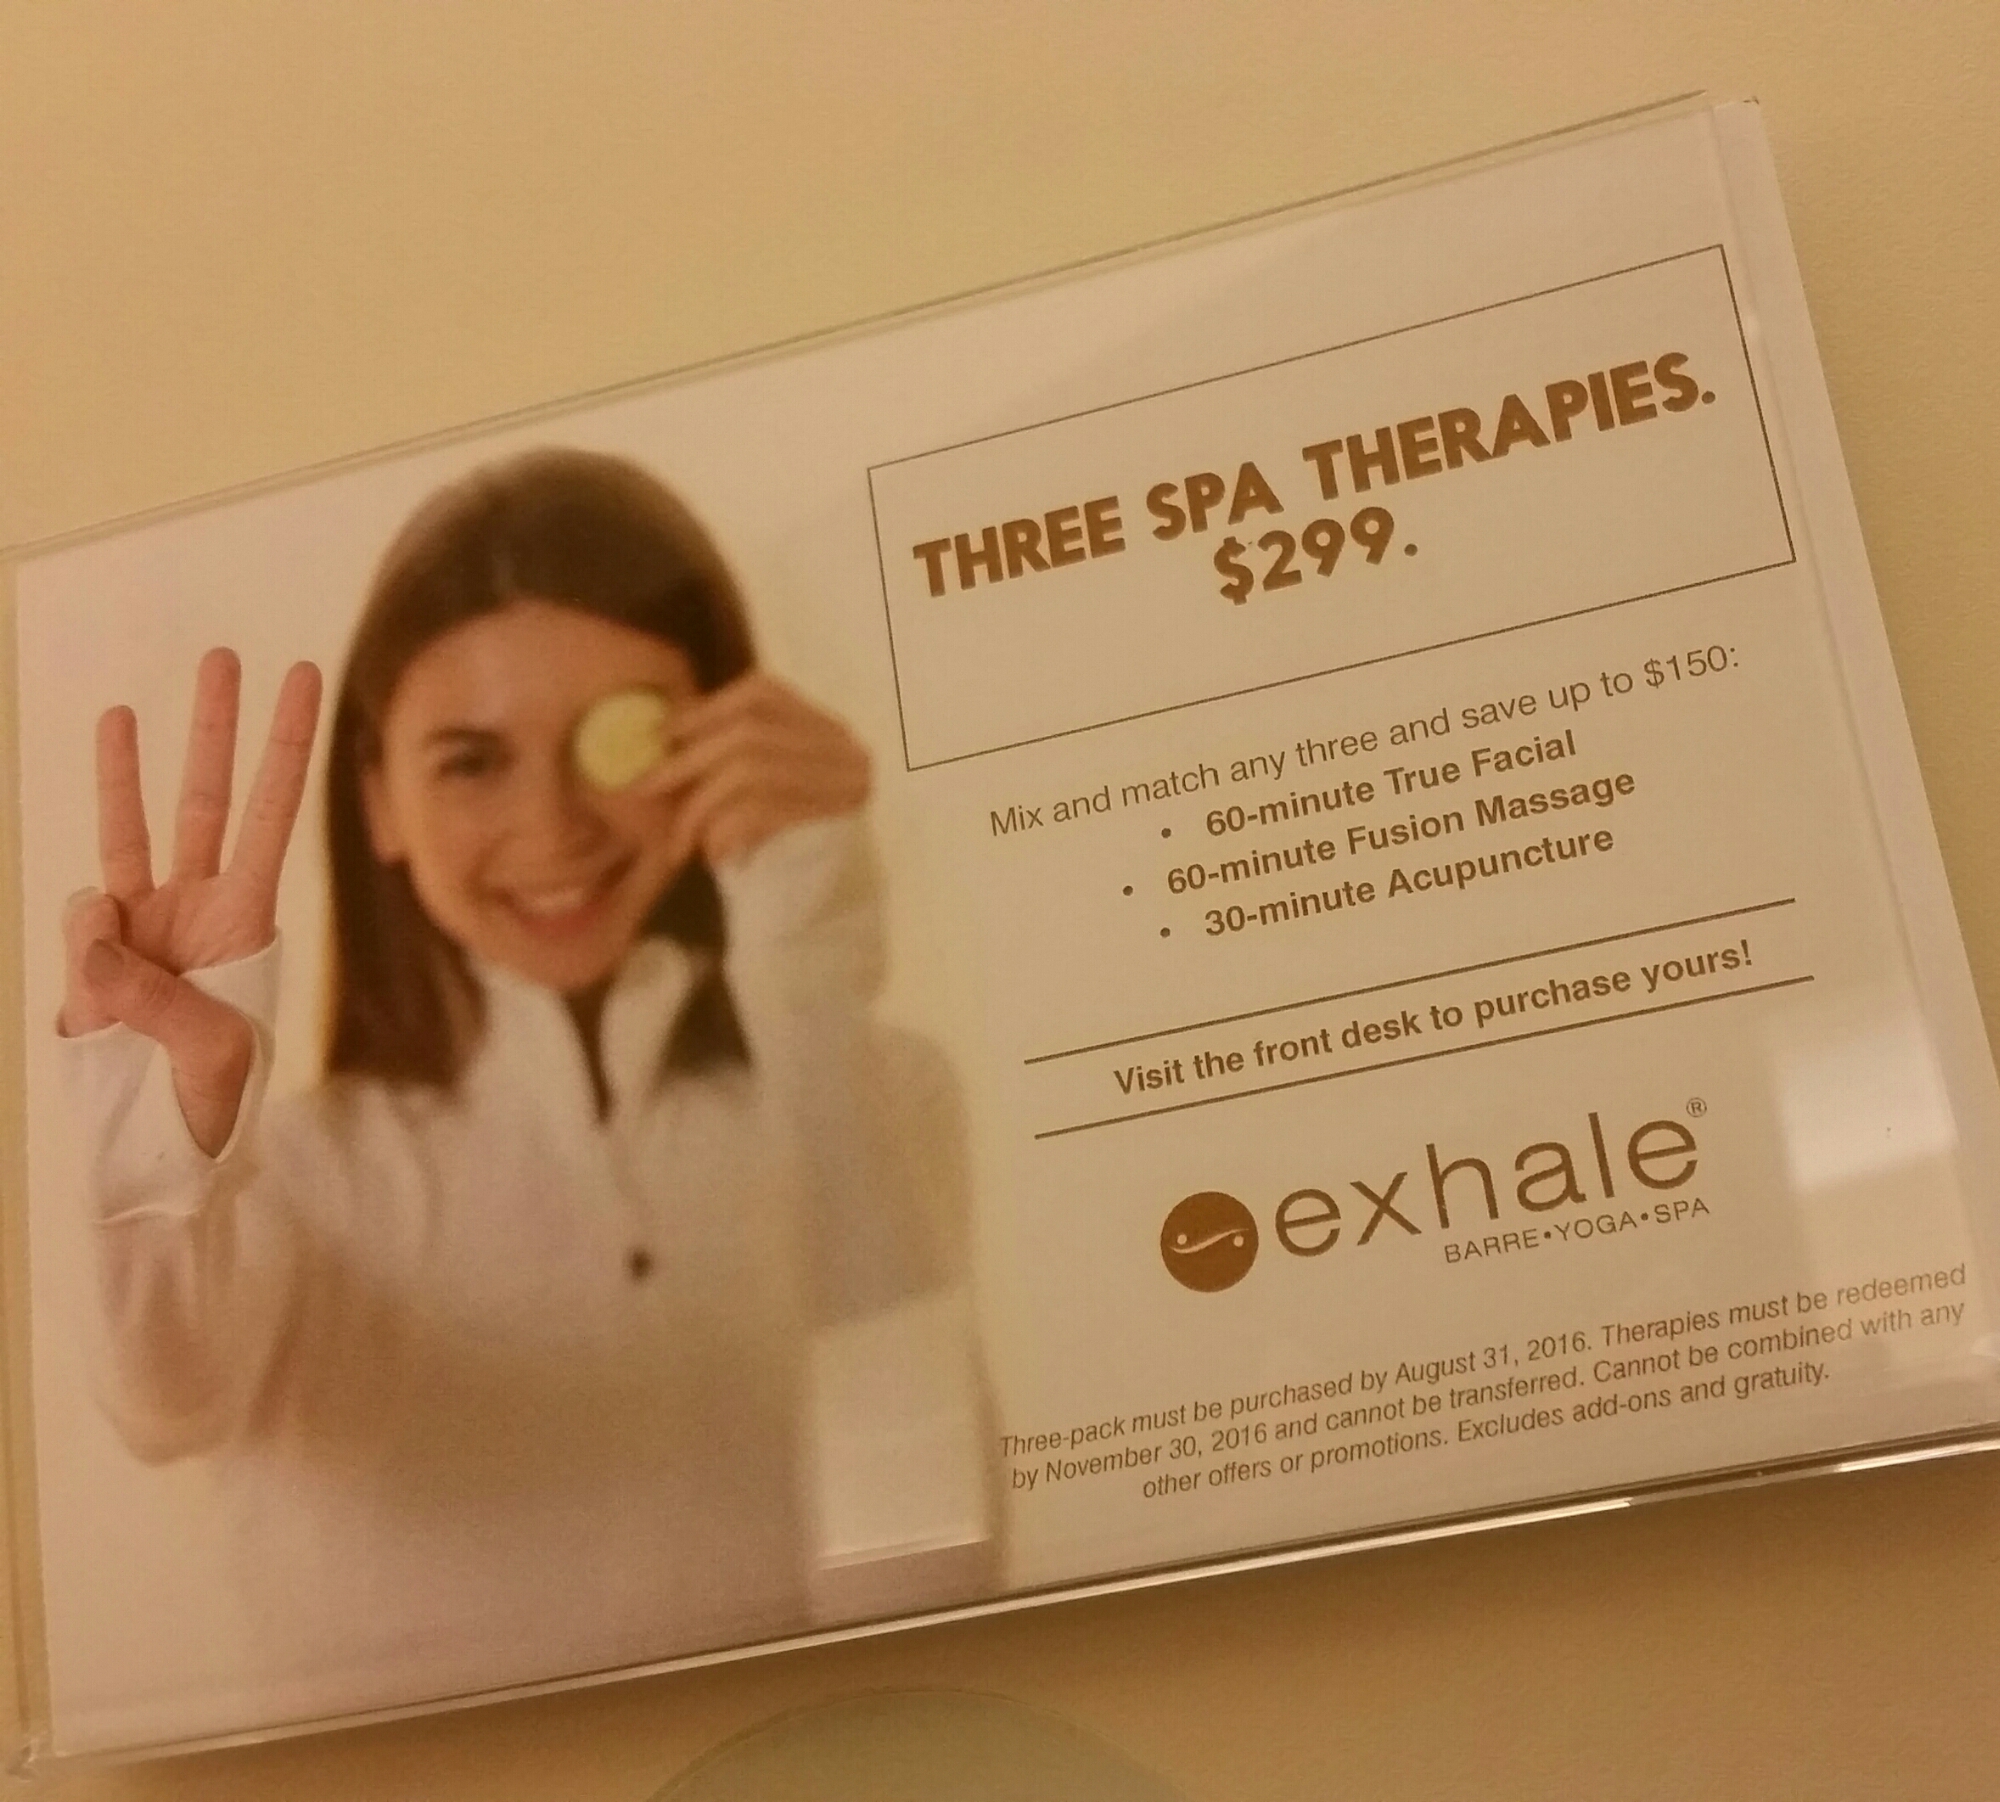 THREE SPA THERAPIES.
$299.
Mix and match any three and save up to $150:
• 60-minute True Facial
• 60-minute Fusion Massage
• 30-minute Acupuncture
Visit the front desk to purchase yours!
exhale®
BARRE•YOGA•SPA
Three-pack must be purchased by August 31, 2016. Therapies must be redeemed
by November 30, 2016 and cannot be transferred. Cannot be combined with any
other offers or promotions. Excludes add-ons and gratuity.